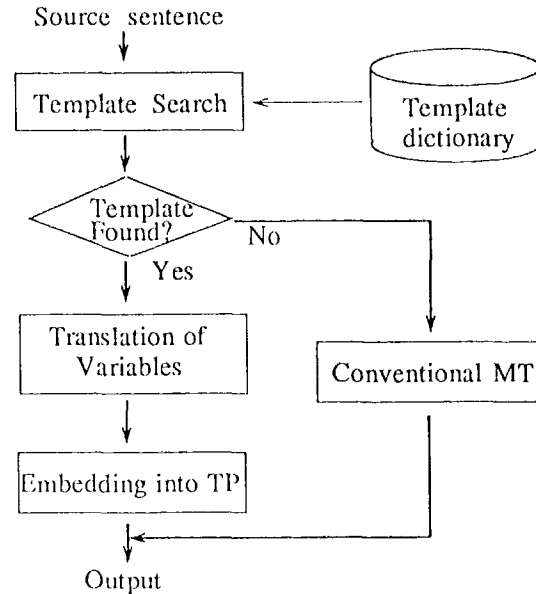 Source sentence
Template Search
Template
dictionary
Template
Found?
No
Yes
Translation of
Variables
Conventional MT
Embedding into TP
Output